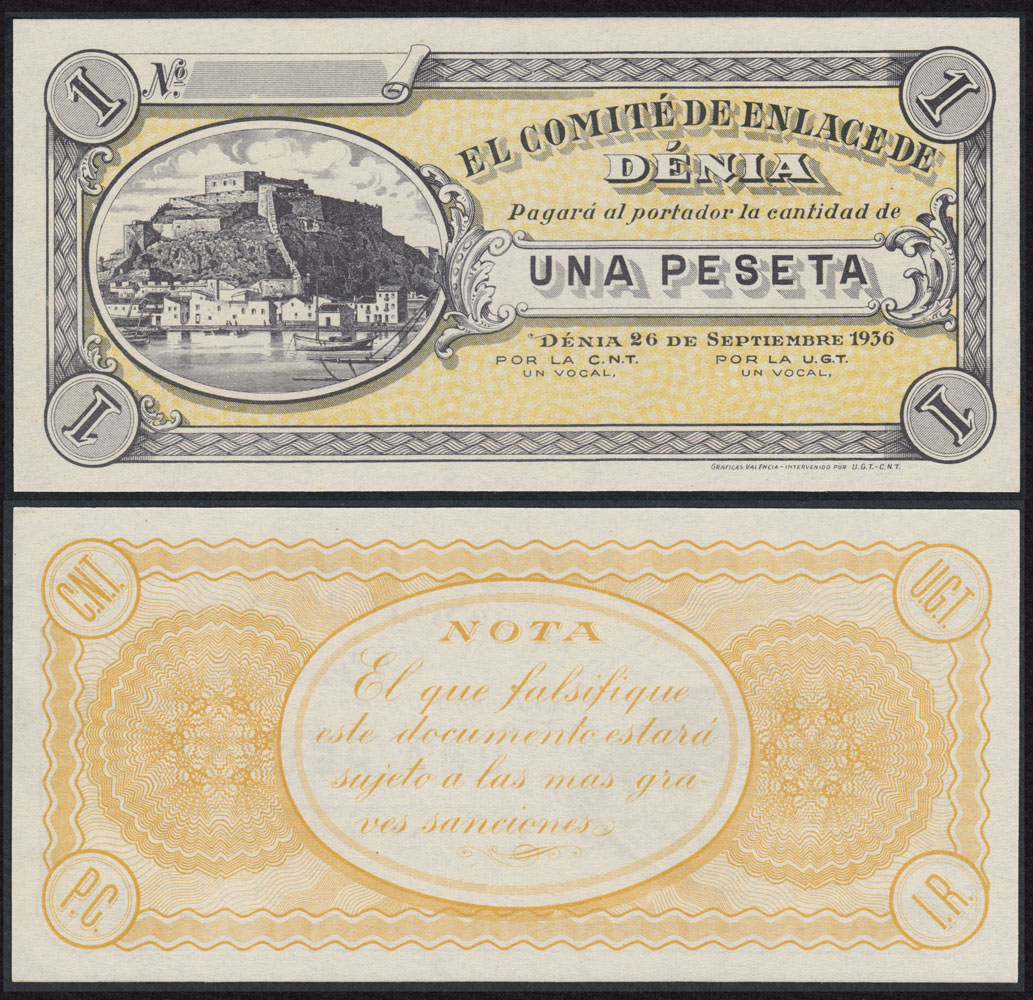 1
Nº
1
EL COMITÉ DE ENLACE DE
DÉNIA
Pagará al portador la cantidad de
UNA PESETA
DÉNIA 26 DE SEPTIEMBRE 1936
POR LA C.N.T. POR LA U.G.T.
UN VOCAL, UN VOCAL,
1
1
GRAFICAS VALENCIA - INTERVENIDO POR U.G.T.-C.N.T.
C.N.T.
U.G.T.
NOTA
El que falsifique
este documento estará
sujeto a las mas gra-
ves sanciones
P.C.
I.R.